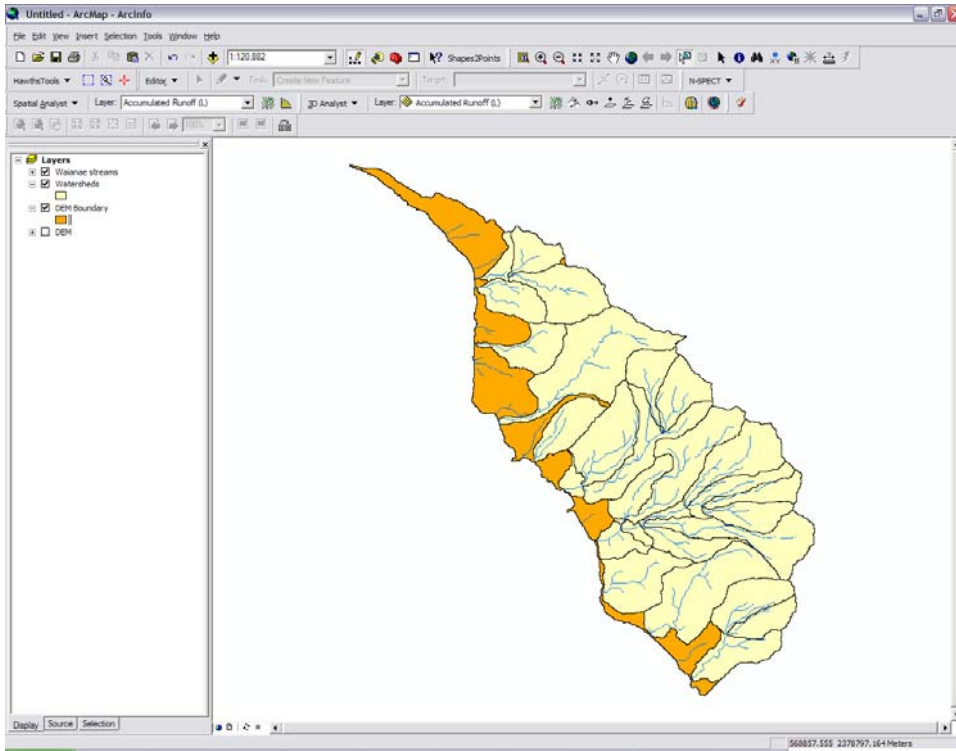 Untitled - ArcMap - ArcInfo
File Edit View Insert Selection Tools Window Help
1:120,882 Shapes2Points
HawthsTools Editor Task: Create New Feature Target: N-SPECT
Spatial Analyst Layer: Accumulated Runoff (L) 3D Analyst Layer: Accumulated Runoff (L)
100%
Layers
Waianae streams
Watersheds
DEM Boundary
DEM
Display Source Selection
560857.555 2378797.164 Meters